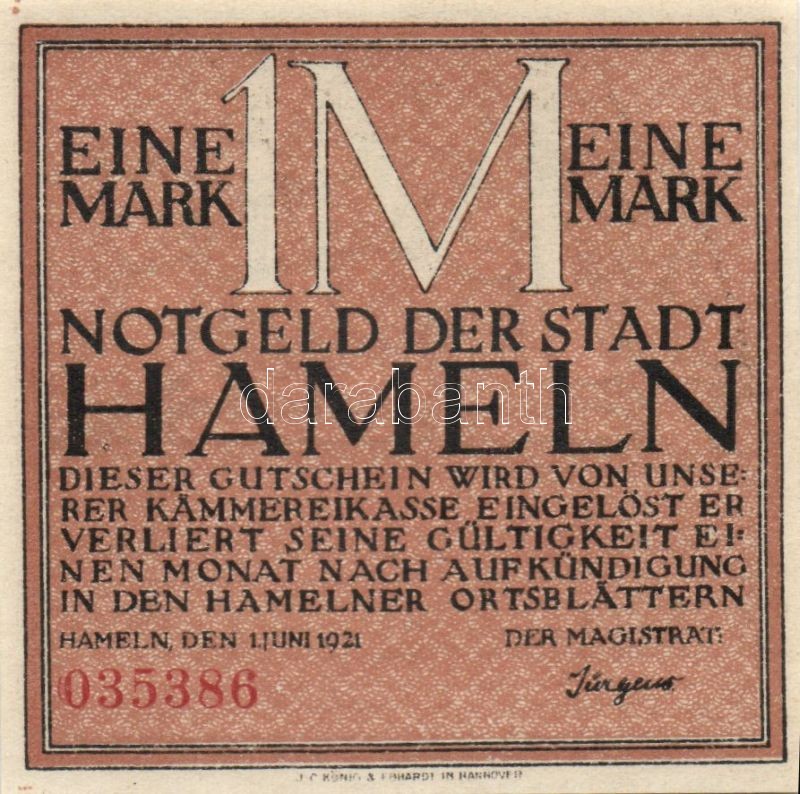 1M
EINE MARK
EINE MARK
NOTGELD DER STADT
HAMELN
darabanth
DIESER GUTSCHEIN WIRD VON UNSE=
RER KÄMMEREIKASSE EINGELÖST ER
VERLIERT SEINE GÜLTIGKEIT EI=
NEN MONAT NACH AUFKÜNDIGUNG
IN DEN HAMELNER ORTSBLÄTTERN
HAMELN, DEN 1. JUNI 1921 DER MAGISTRAT:
035386 Jürgens
J. C. KÖNIG & EBHARDT IN HANNOVER